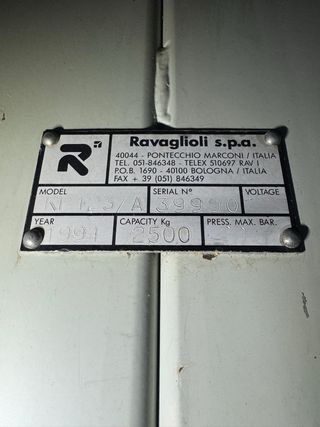 R
Ravaglioli s.p.a.
40044 - PONTECCHIO MARCONI / ITALIA
TEL. 051-846348 - TELEX 510697 RAV I
P.O.B. 1690 - 40100 BOLOGNA / ITALIA
FAX + 39 (051) 846349
MODEL SERIAL N° VOLTAGE
YEAR CAPACITY Kg PRESS. MAX. BAR.
1991 2500